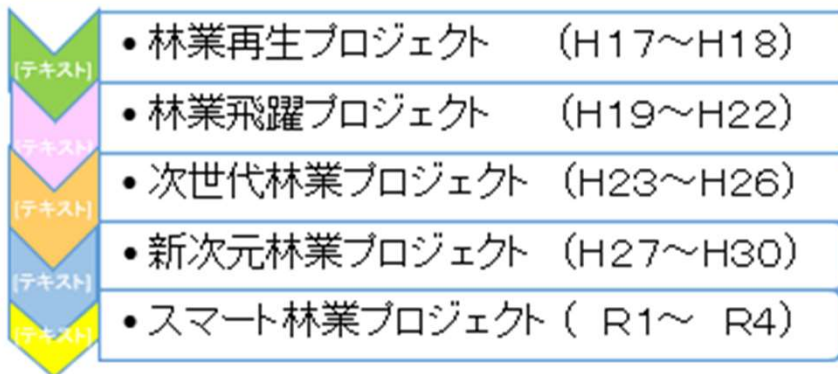 [テキスト]
・林業再生プロジェクト　　（Ｈ１７～Ｈ１８）
[テキスト]
・林業飛躍プロジェクト　　（Ｈ１９～Ｈ２２）
[テキスト]
・次世代林業プロジェクト　（Ｈ２３～Ｈ２６）
[テキスト]
・新次元林業プロジェクト　（Ｈ２７～Ｈ３０）
[テキスト]
・スマート林業プロジェクト（　Ｒ１～　Ｒ４）